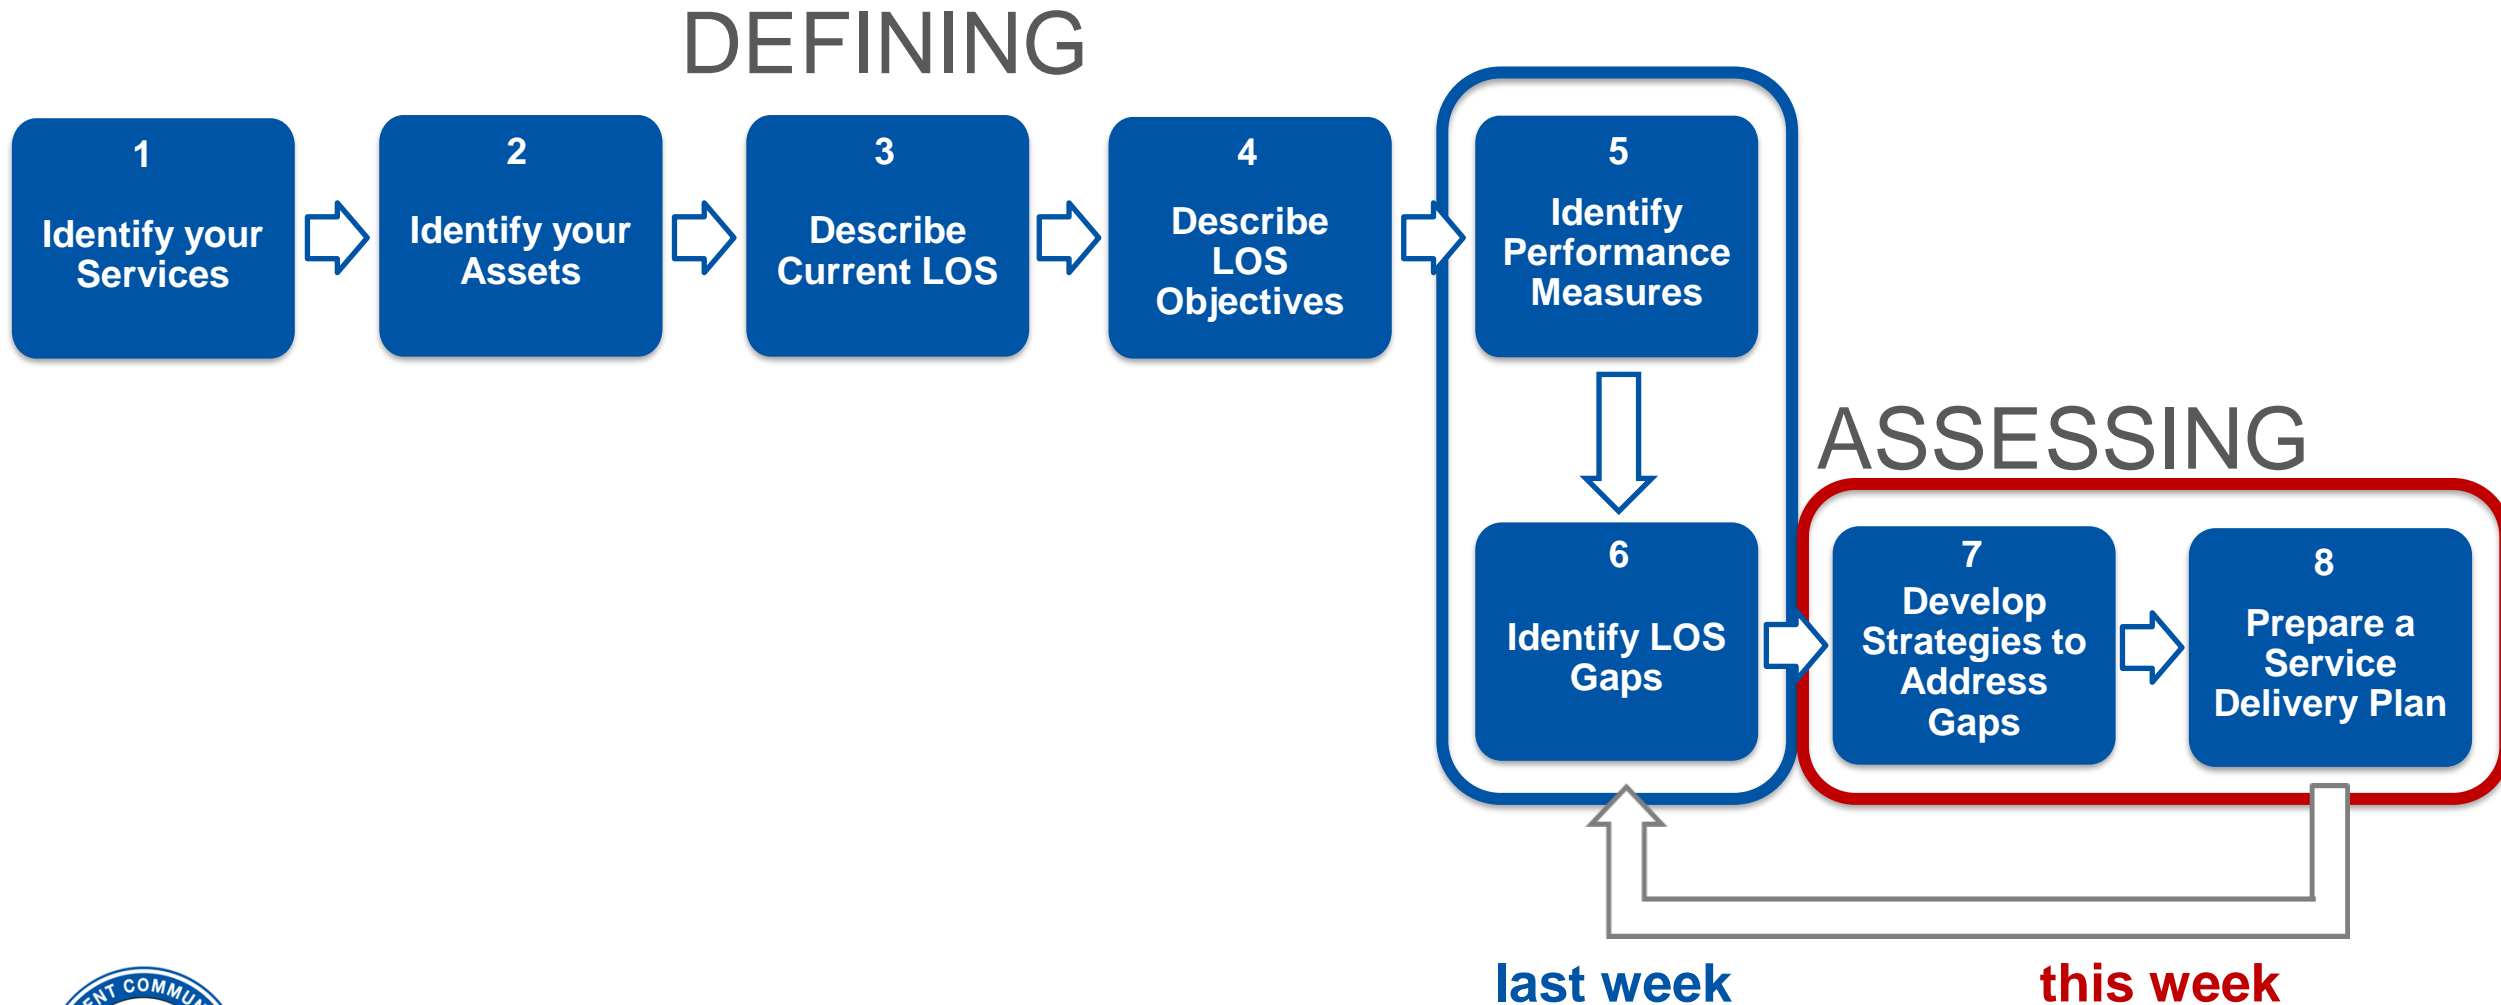 DEFINING
1
Identify your
Services
2
Identify your
Assets
3
Describe
Current LOS
4
Describe
LOS
Objectives
5
Identify
Performance
Measures
ASSESSING
6
Identify LOS
Gaps
7
Develop
Strategies to
Address
Gaps
8
Prepare a
Service
Delivery Plan
last week
this week